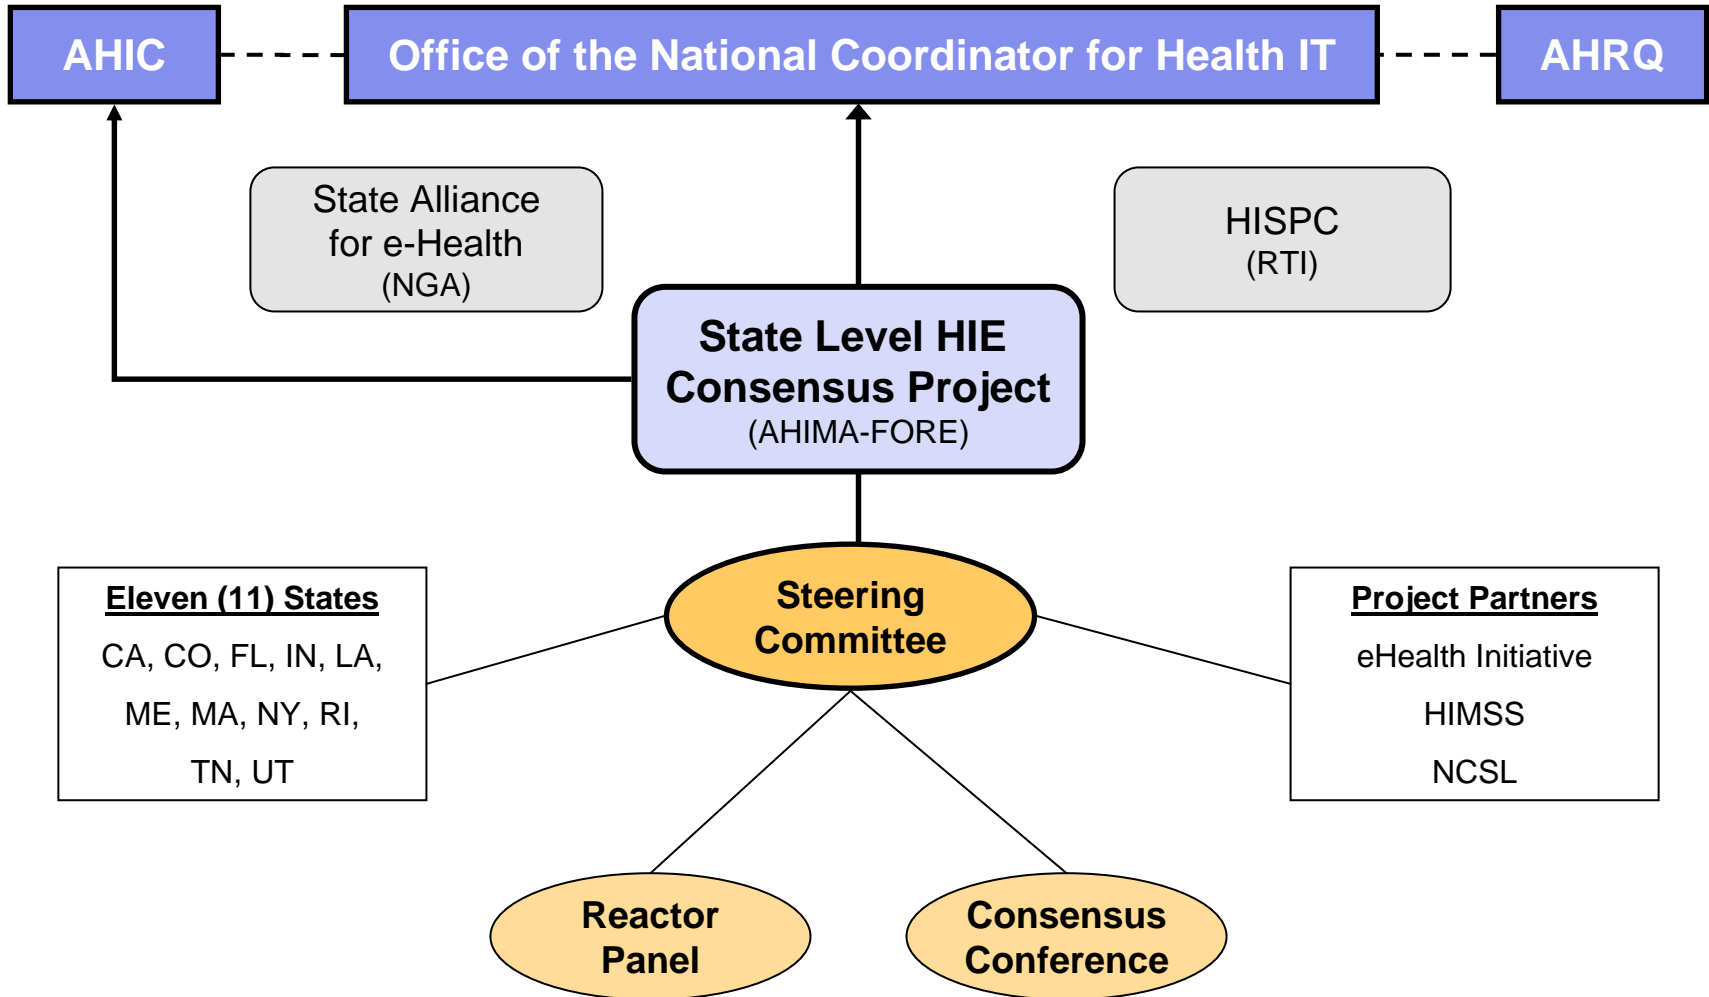 AHIC
Office of the National Coordinator for Health IT
AHRQ
State Alliance
for e-Health
(NGA)
HISPC
(RTI)
State Level HIE
Consensus Project
(AHIMA-FORE)
Steering
Committee
Eleven (11) States
CA, CO, FL, IN, LA,
ME, MA, NY, RI,
TN, UT
Project Partners
eHealth Initiative
HIMSS
NCSL
Reactor
Panel
Consensus
Conference